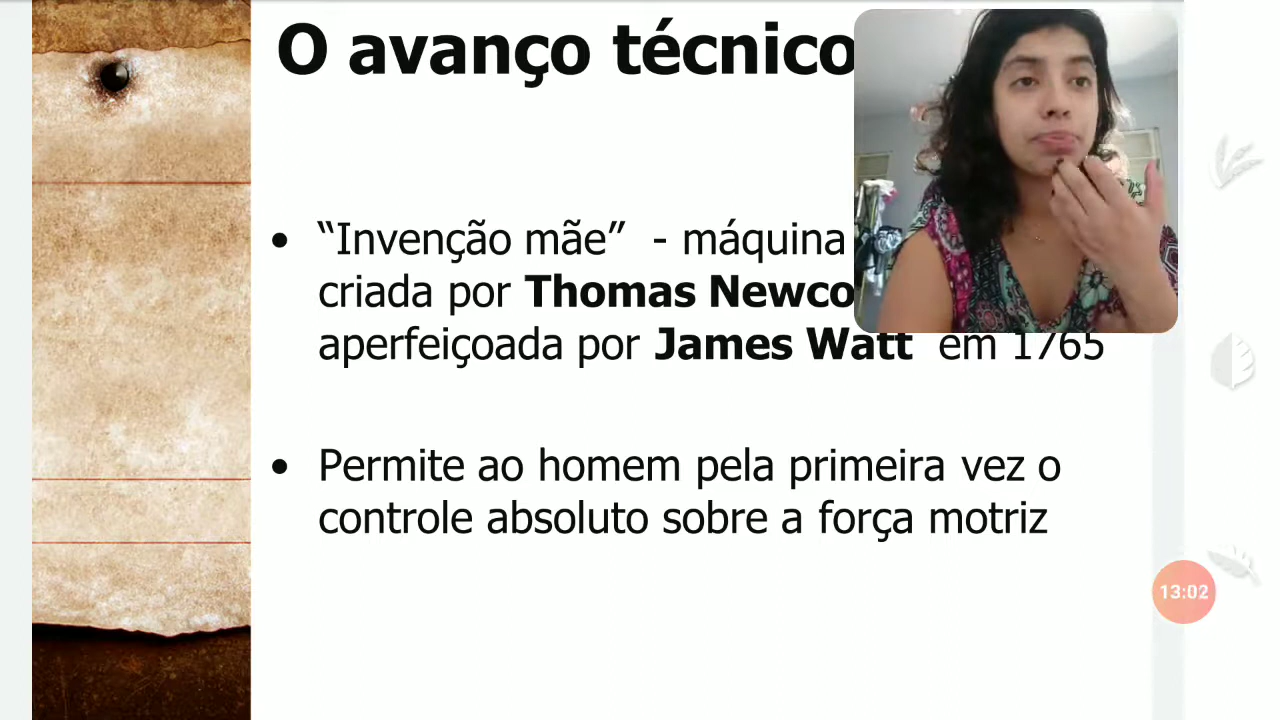 O avanço técnico
• “Invenção mãe” - máquina
criada por Thomas Newco
aperfeiçoada por James Watt em 1765
• Permite ao homem pela primeira vez o
controle absoluto sobre a força motriz
13:02